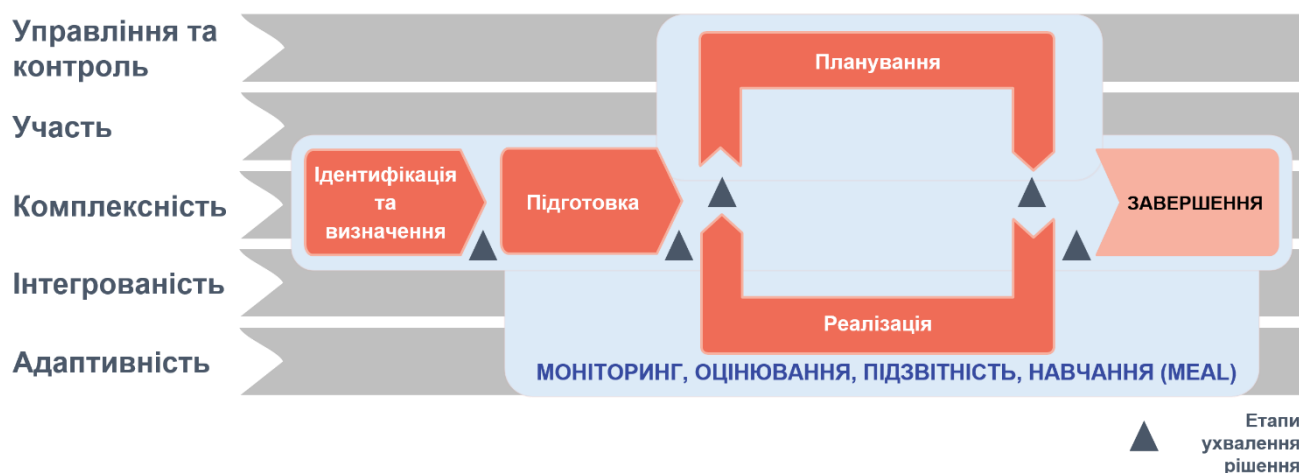 Управління та
контроль
Участь
Комплексність
Інтегрованість
Адаптивність
Планування
Ідентифікація
та
визначення
Підготовка
ЗАВЕРШЕННЯ
Реалізація
МОНІТОРИНГ, ОЦІНЮВАННЯ, ПІДЗВІТНІСТЬ, НАВЧАННЯ (MEAL)
Етапи
ухвалення
рішення